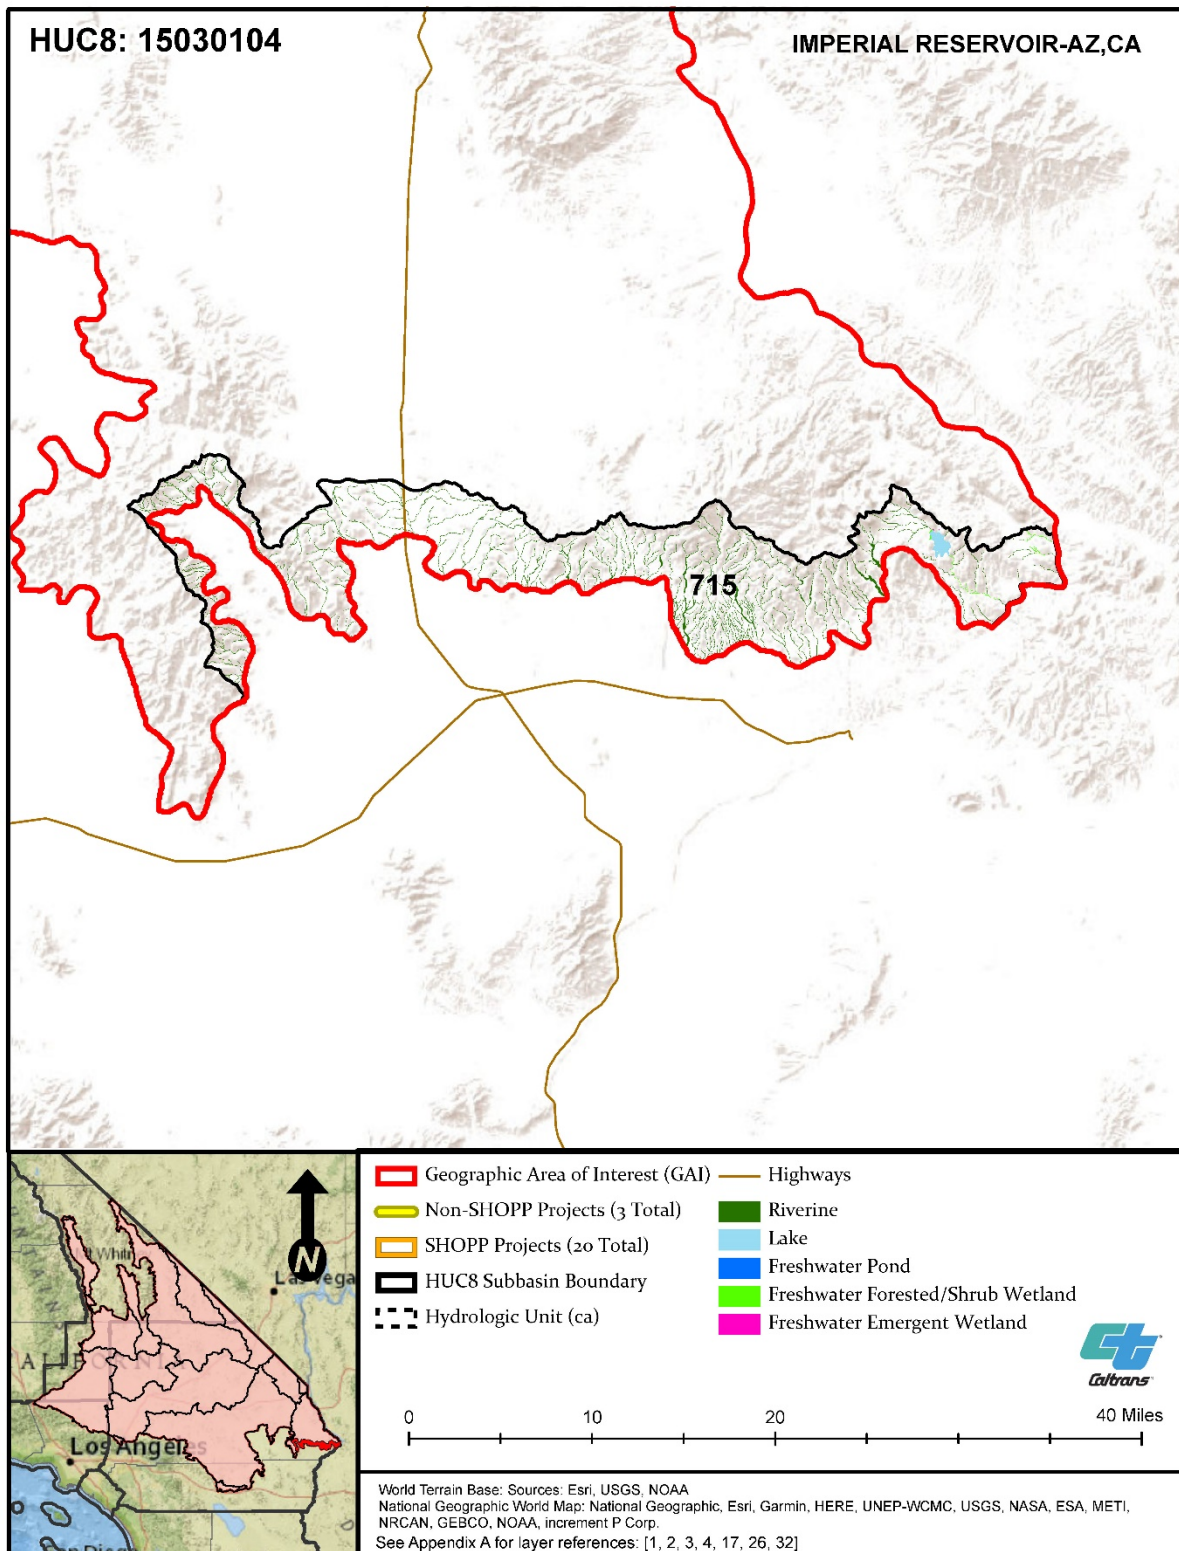 HUC8: 15030104
IMPERIAL RESERVOIR-AZ,CA
715
Geographic Area of Interest (GAI)
Non-SHOPP Projects (3 Total)
SHOPP Projects (20 Total)
HUC8 Subbasin Boundary
Hydrologic Unit (ca)
Highways
Riverine
Lake
Freshwater Pond
Freshwater Forested/Shrub Wetland
Freshwater Emergent Wetland
Caltrans
0 10 20 40 Miles
N
Los Angeles
World Terrain Base: Sources: Esri, USGS, NOAA
National Geographic World Map: National Geographic, Esri, Garmin, HERE, UNEP-WCMC, USGS, NASA, ESA, METI,
NRCAN, GEBCO, NOAA, increment P Corp.
See Appendix A for layer references: [1, 2, 3, 4, 17, 26, 32]